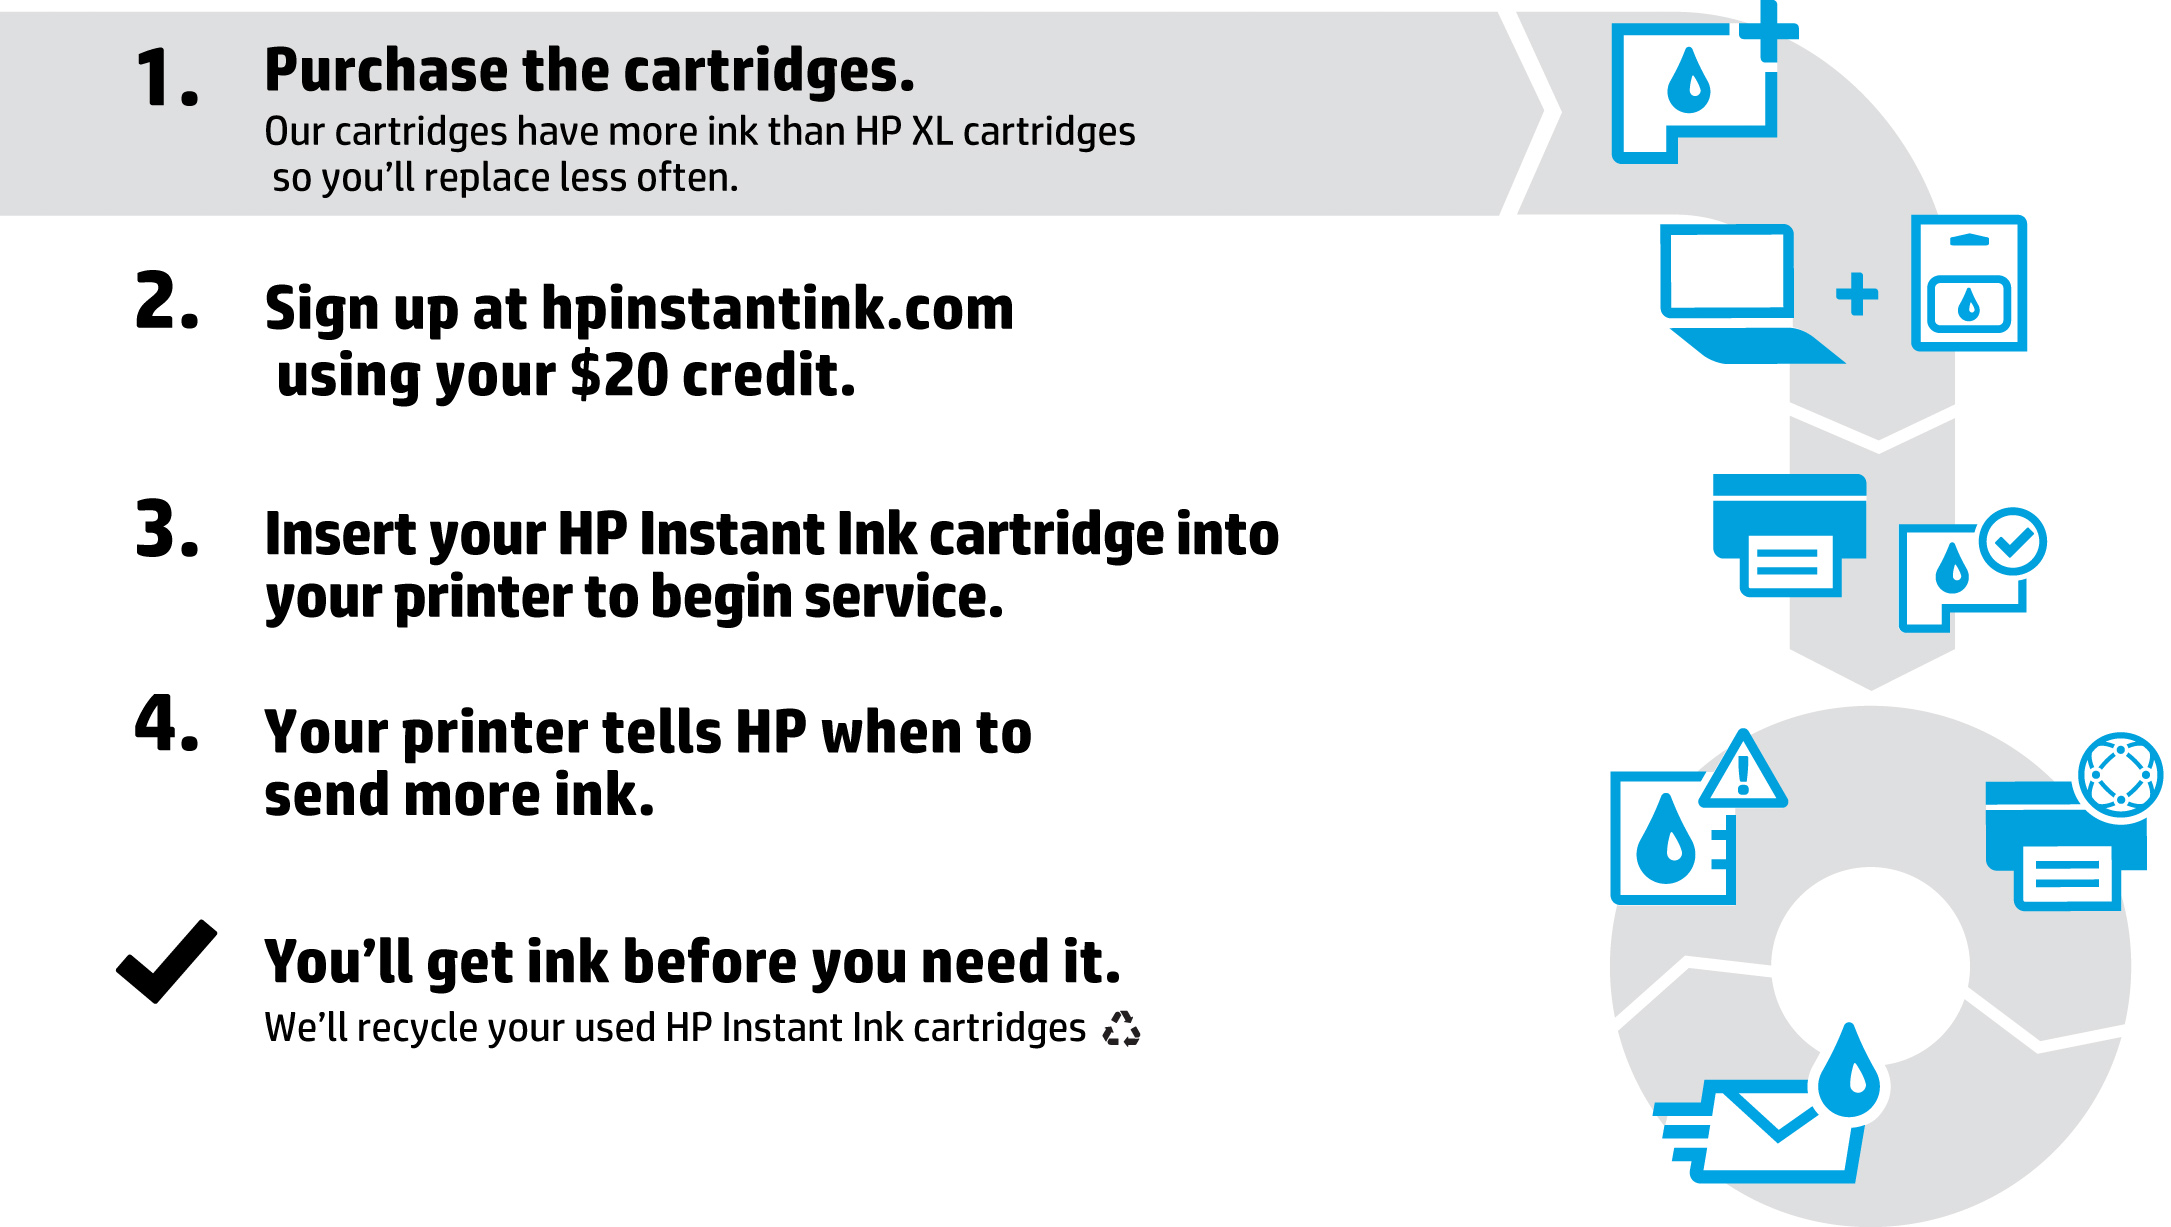 1. Purchase the cartridges.
Our cartridges have more ink than HP XL cartridges
so you’ll replace less often.
2. Sign up at hpinstantink.com
using your $20 credit.
3. Insert your HP Instant Ink cartridge into
your printer to begin service.
4. Your printer tells HP when to
send more ink.
You’ll get ink before you need it.
We’ll recycle your used HP Instant Ink cartridges